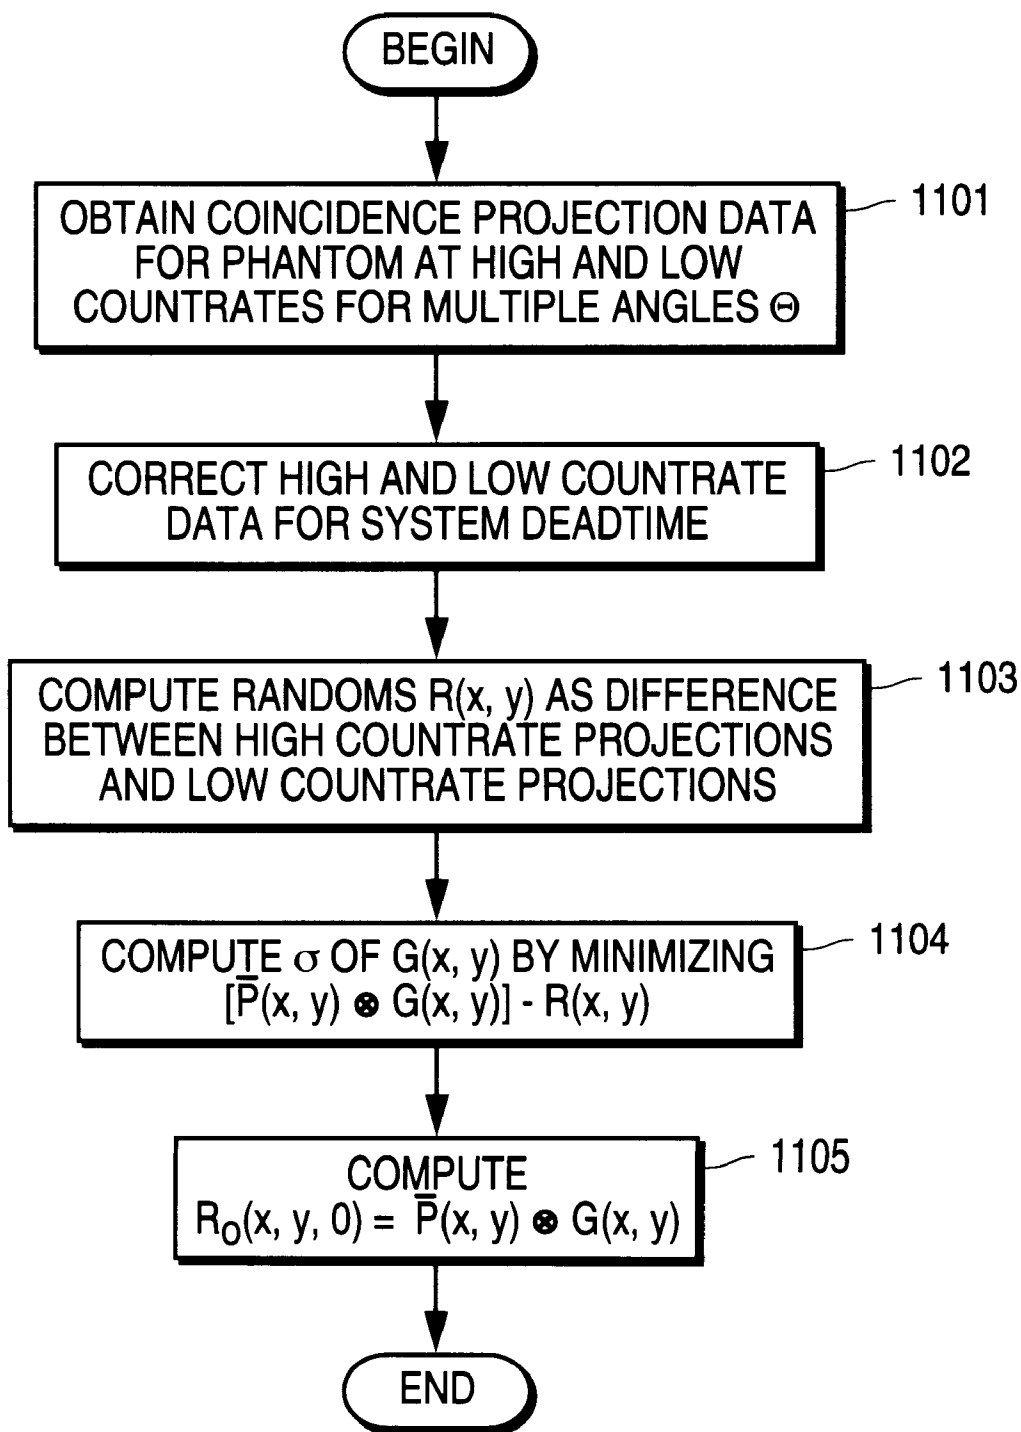 BEGIN
OBTAIN COINCIDENCE PROJECTION DATA
FOR PHANTOM AT HIGH AND LOW
COUNTRATES FOR MULTIPLE ANGLES Θ
1101
CORRECT HIGH AND LOW COUNTRATE
DATA FOR SYSTEM DEADTIME
1102
COMPUTE RANDOMS R(x, y) AS DIFFERENCE
BETWEEN HIGH COUNTRATE PROJECTIONS
AND LOW COUNTRATE PROJECTIONS
1103
COMPUTE σ OF G(x, y) BY MINIMIZING
[P̅(x, y) ⊗ G(x, y)] - R(x, y)
1104
COMPUTE
R₀(x, y, 0) = P̅(x, y) ⊗ G(x, y)
1105
END